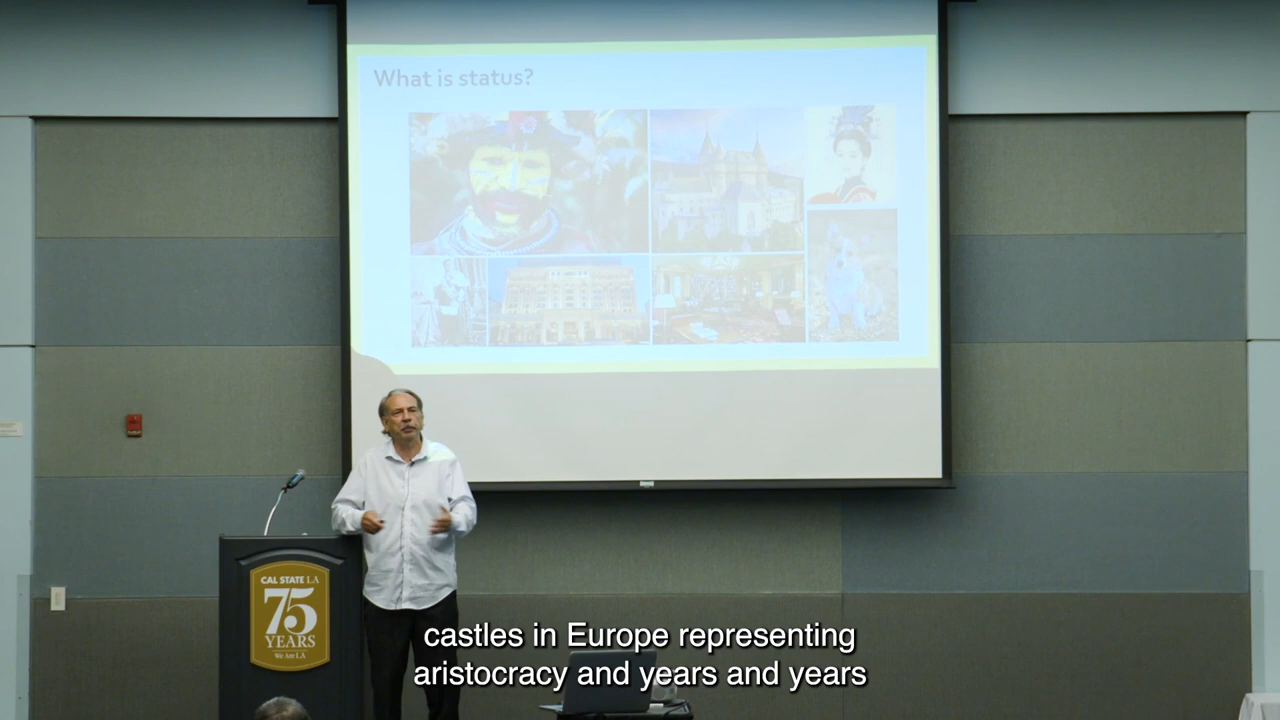 What is status?
CAL STATE LA
75
YEARS
We Are LA
castles in Europe representing
aristocracy and years and years